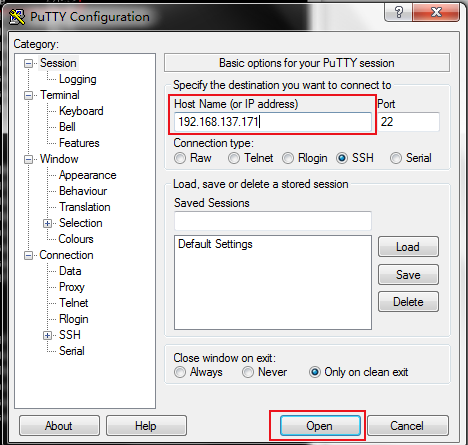 PuTTY Configuration
Category:
Session
Logging
Terminal
Keyboard
Bell
Features
Window
Appearance
Behaviour
Translation
Selection
Colours
Connection
Data
Proxy
Telnet
Rlogin
SSH
Serial
Basic options for your PuTTY session
Specify the destination you want to connect to
Host Name (or IP address) Port
192.168.137.171 22
Connection type:
Raw Telnet Rlogin SSH Serial
Load, save or delete a stored session
Saved Sessions
Default Settings
Load
Save
Delete
Close window on exit:
Always Never Only on clean exit
About Help Open Cancel